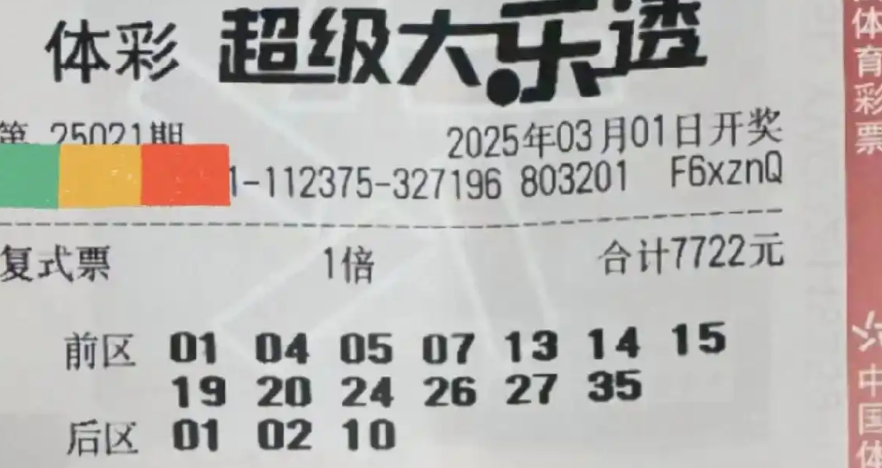 体彩 超级大乐透
第 25021期 2025年03月01日开奖
1-112375-327196 803201 F6xznQ
复式票 1倍 合计7722元
前区 01 04 05 07 13 14 15
19 20 24 26 27 35
后区 01 02 10
体育彩票
中国体